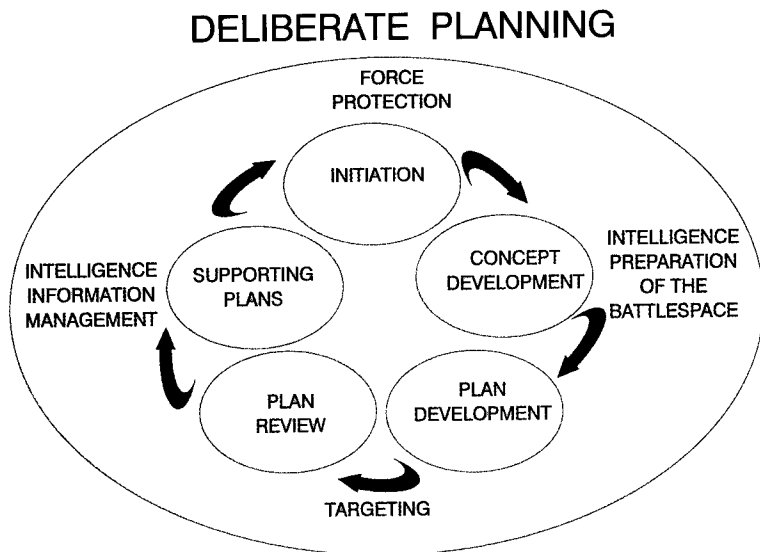 DELIBERATE PLANNING
FORCE
PROTECTION
INITIATION
CONCEPT
DEVELOPMENT
INTELLIGENCE
PREPARATION
OF THE
BATTLESPACE
PLAN
DEVELOPMENT
TARGETING
PLAN
REVIEW
SUPPORTING
PLANS
INTELLIGENCE
INFORMATION
MANAGEMENT